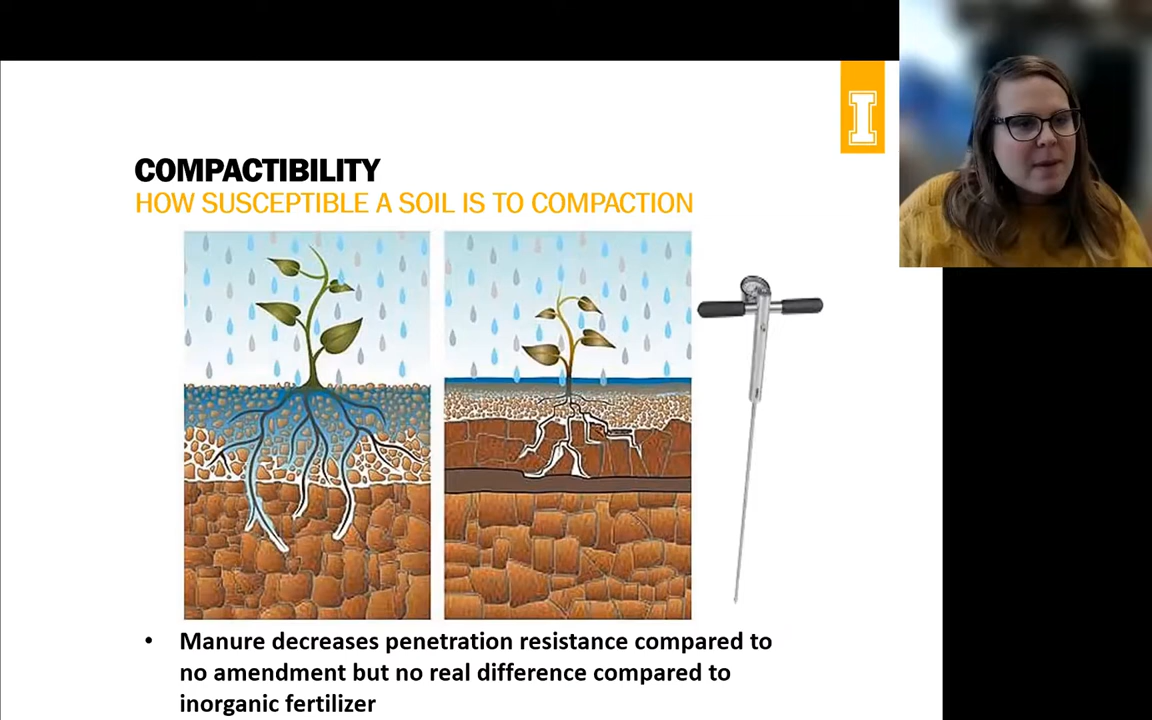 I
COMPACTIBILITY
HOW SUSCEPTIBLE A SOIL IS TO COMPACTION
• Manure decreases penetration resistance compared to
no amendment but no real difference compared to
inorganic fertilizer